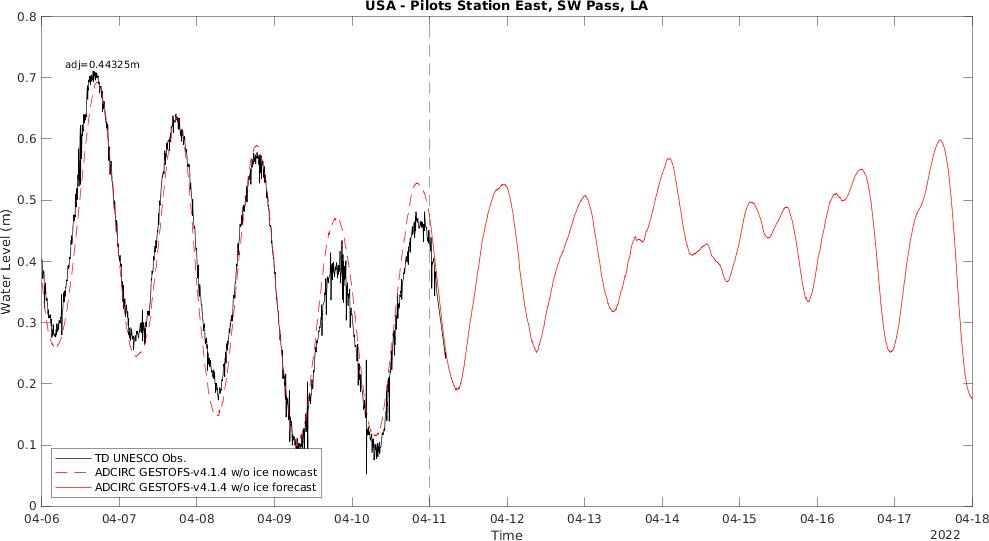 USA - Pilots Station East, SW Pass, LA
0.8
0.7
0.6
0.5
0.4
0.3
0.2
0.1
0
Water Level (m)
adj=0.44325m
TD UNESCO Obs.
ADCIRC GESTOFS-v4.1.4 w/o ice nowcast
ADCIRC GESTOFS-v4.1.4 w/o ice forecast
04-06 04-07 04-08 04-09 04-10 04-11 04-12 04-13 04-14 04-15 04-16 04-17 04-18
Time
2022